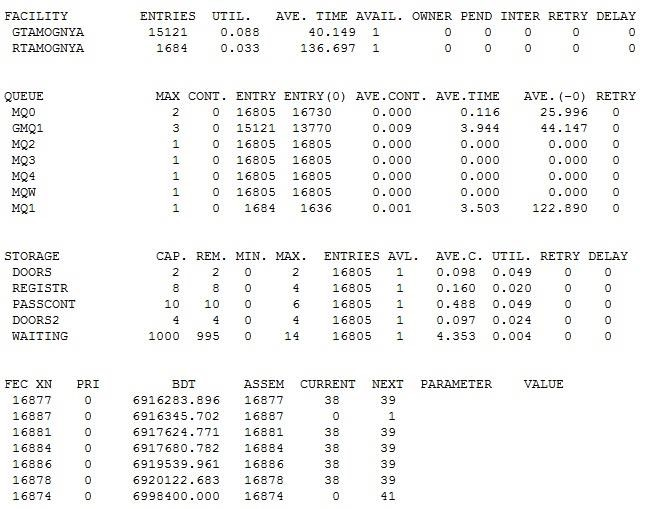 FACILITY ENTRIES UTIL. AVE. TIME AVAIL. OWNER PEND INTER RETRY DELAY
GTAMOGNYA 15121 0.088 40.149 1 0 0 0 0 0
RTAMOGNYA 1684 0.033 136.697 1 0 0 0 0 0
QUEUE MAX CONT. ENTRY ENTRY(0) AVE.CONT. AVE.TIME AVE.(-0) RETRY
MQ0 2 0 16805 16730 0.000 0.116 25.996 0
GMQ1 3 0 15121 13770 0.009 3.944 44.147 0
MQ2 1 0 16805 16805 0.000 0.000 0.000 0
MQ3 1 0 16805 16805 0.000 0.000 0.000 0
MQ4 1 0 16805 16805 0.000 0.000 0.000 0
MQW 1 0 16805 16805 0.000 0.000 0.000 0
MQ1 1 0 1684 1636 0.001 3.503 122.890 0
STORAGE CAP. REM. MIN. MAX. ENTRIES AVL. AVE.C. UTIL. RETRY DELAY
DOORS 2 2 0 2 16805 1 0.098 0.049 0 0
REGISTR 8 8 0 4 16805 1 0.160 0.020 0 0
PASSCONT 10 10 0 6 16805 1 0.488 0.049 0 0
DOORS2 4 4 0 4 16805 1 0.097 0.024 0 0
WAITING 1000 995 0 14 16805 1 4.353 0.004 0 0
FEC XN PRI BDT ASSEM CURRENT NEXT PARAMETER VALUE
16877 0 6916283.896 16877 38 39
16887 0 6916345.702 16887 0 1
16881 0 6917624.771 16881 38 39
16884 0 6917680.782 16884 38 39
16886 0 6919539.961 16886 38 39
16878 0 6920122.683 16878 38 39
16874 0 6998400.000 16874 0 41